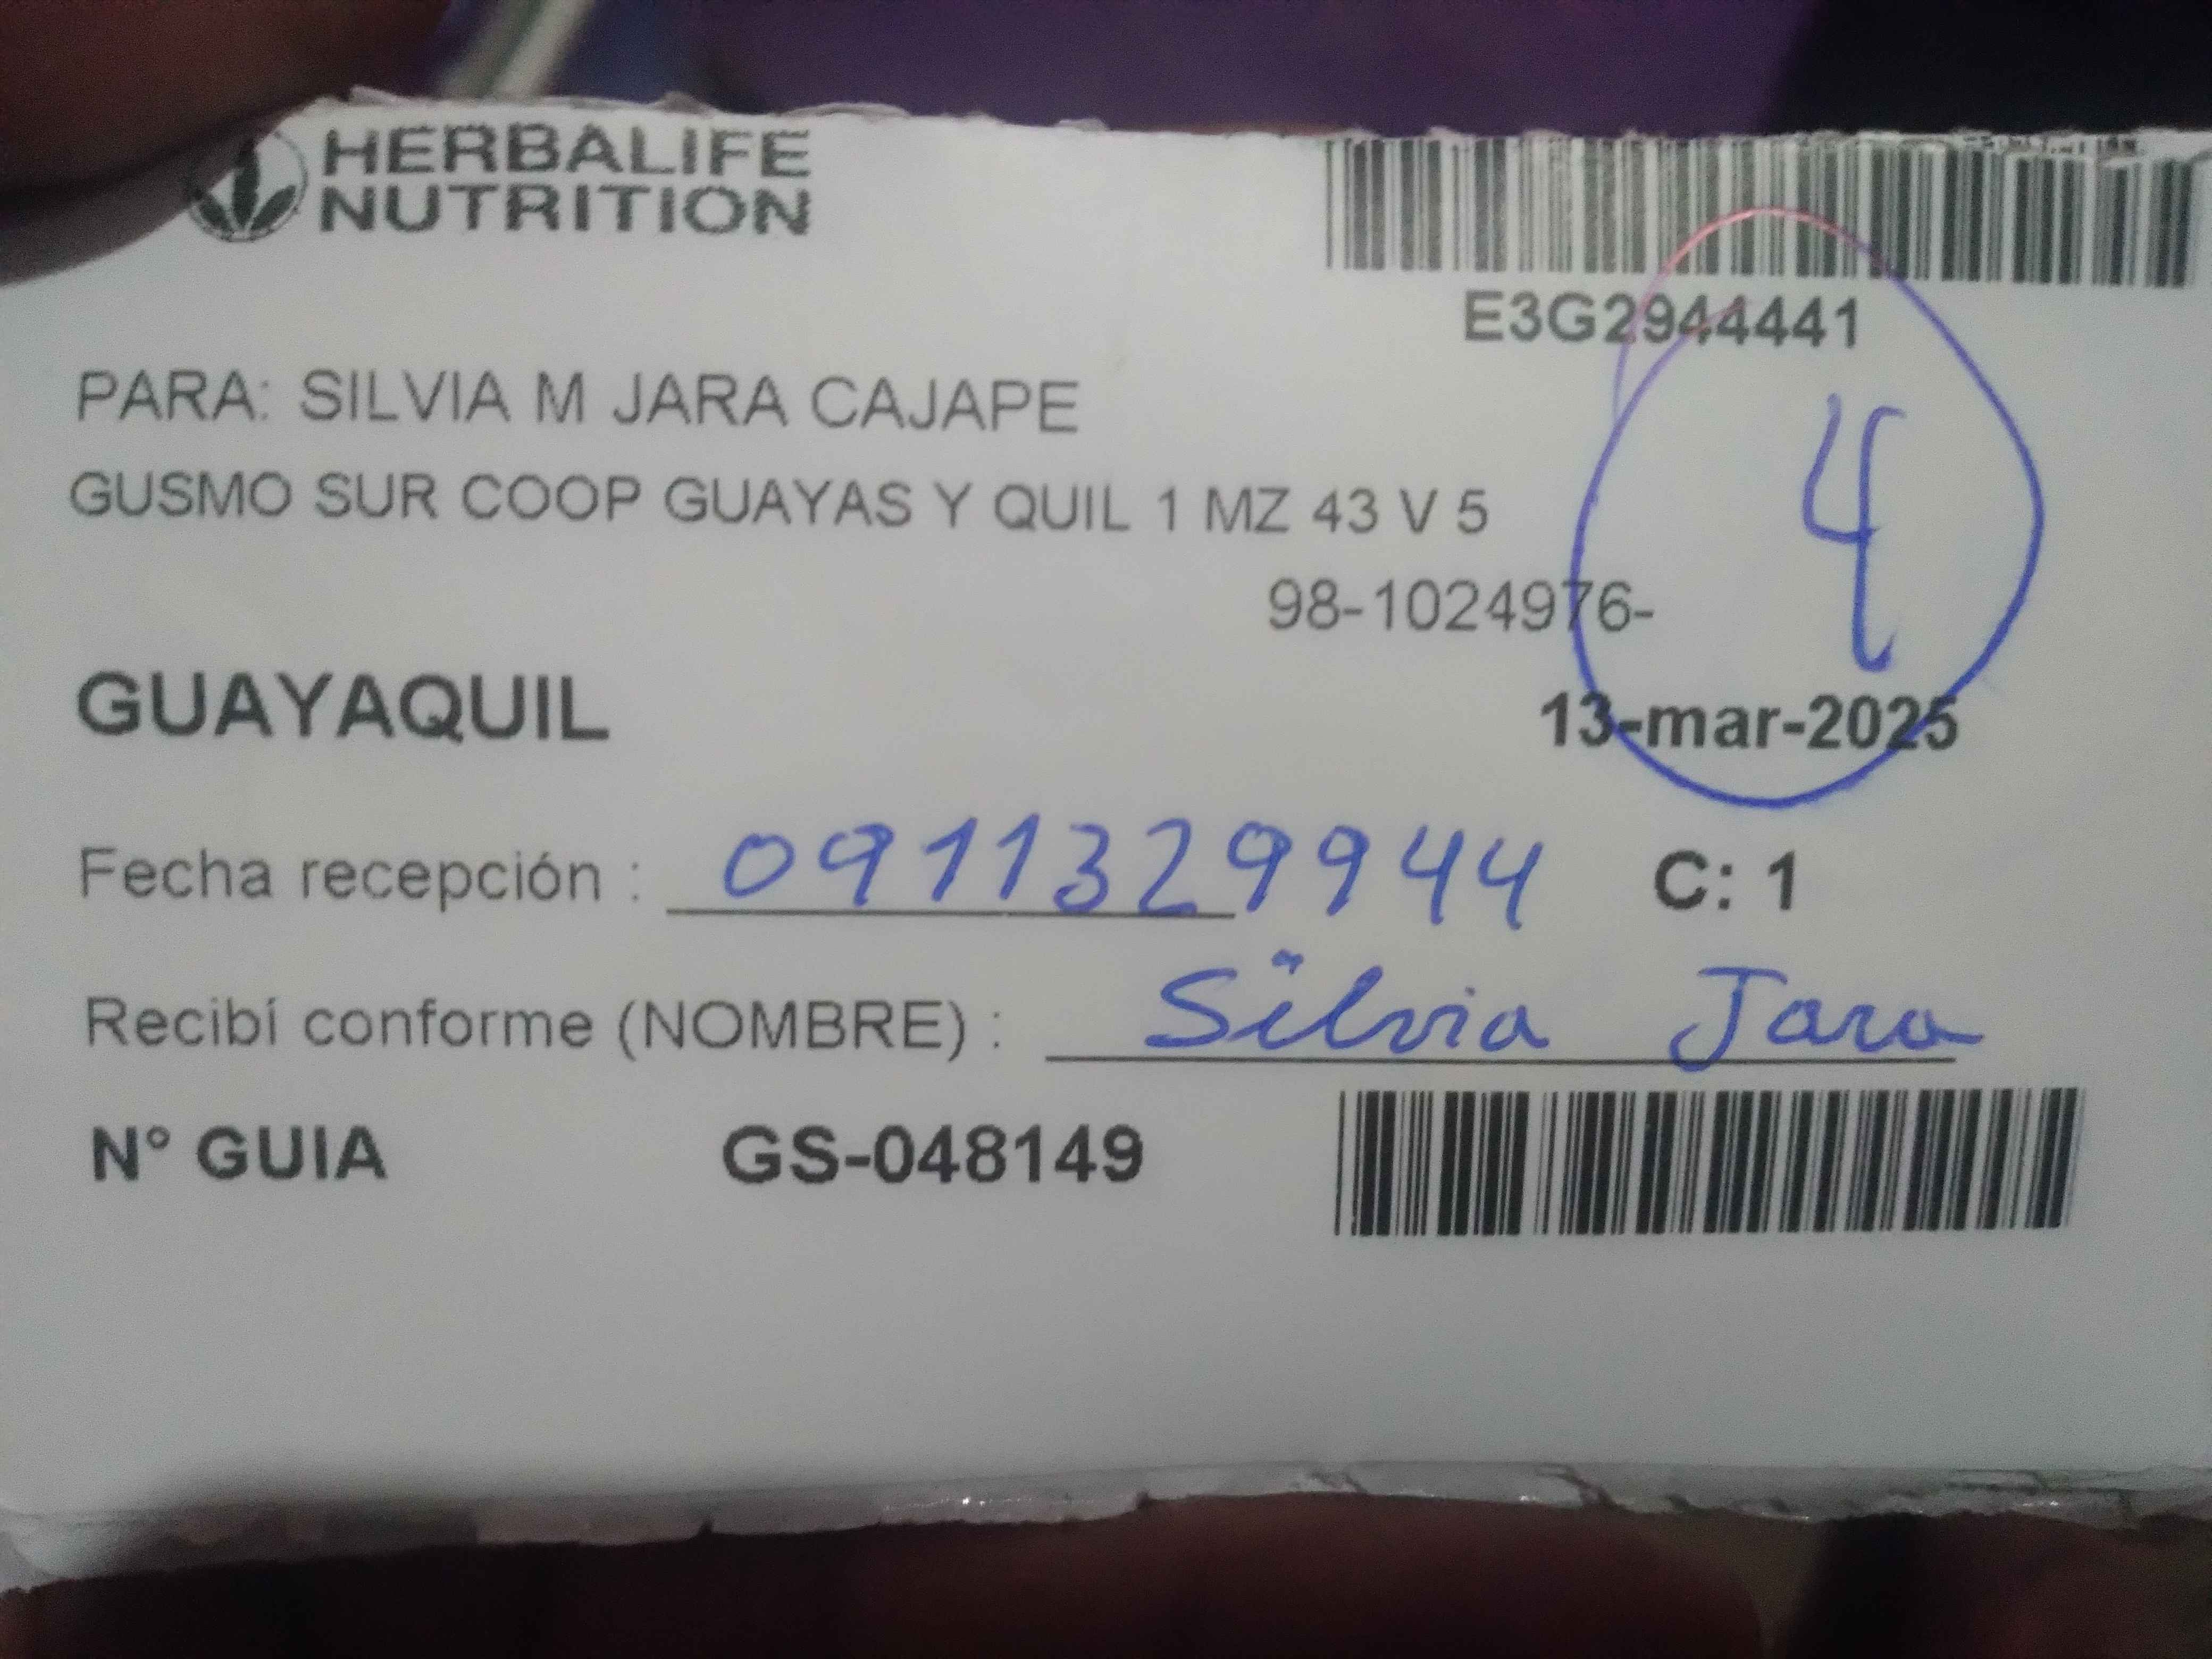 HERBALIFE
NUTRITION
E3G2944441
PARA: SILVIA M JARA CAJAPE
4
GUSMO SUR COOP GUAYAS Y QUIL 1 MZ 43 V 5
98-1024976-
GUAYAQUIL
13-mar-2025
Fecha recepción : 0911329944 C: 1
Recibí conforme (NOMBRE) : Silvia Jara
N° GUIA GS-048149